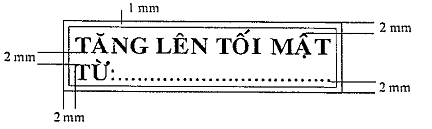 1 mm
2 mm
TĂNG LÊN TỐI MẬT
2 mm
TỪ:....................................
2 mm
2 mm